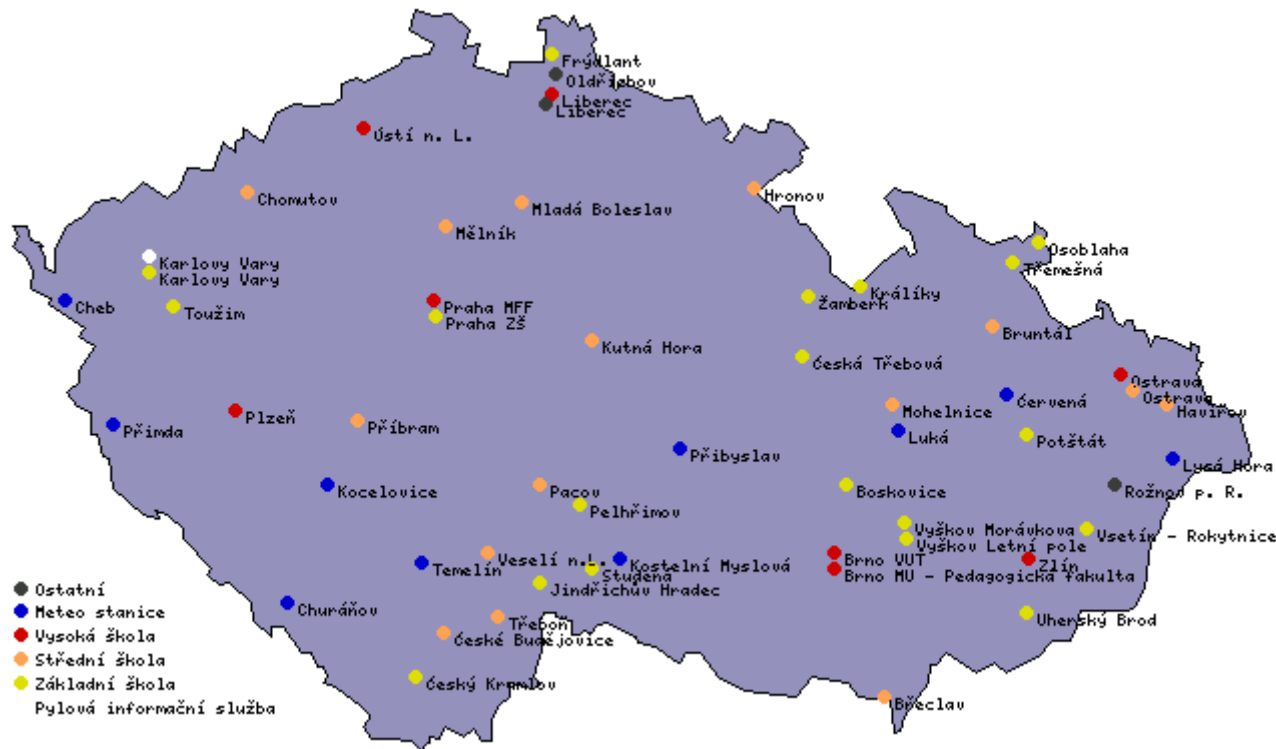 Frýdlant
Oldřichov
Liberec
Liberec
Ústí n. L.
Chomutov
Hronov
Mladá Boleslav
Mělník
Osoblaha
Třemešná
Karlovy Vary
Karlovy Vary
Králíky
Žamberk
Cheb
Toužim
Praha MFF
Praha ZŠ
Bruntál
Kutná Hora
Česká Třebová
Ostrava
Ostrava
Červená
Mohelnice
Havířov
Plzeň
Příbram
Přimda
Luká
Potštát
Přibyslav
Lysá Hora
Kocelovice
Pacov
Boskovice
Rožnov p. R.
Pelhřimov
Vyškov Morávkova
Vsetín - Rokytnice
Vyškov Letní pole
Veselí n.L.
Brno VUT
Temelín
Kostelní Myslová
Zlín
Studená
Brno MU - Pedagogická fakulta
Jindřichův Hradec
Ostatní
Meteo stanice
Churáňov
Uherský Brod
Třeboň
Vysoká škola
České Budějovice
Střední škola
Základní škola
Český Krumlov
Břeclav
Pylová informační služba